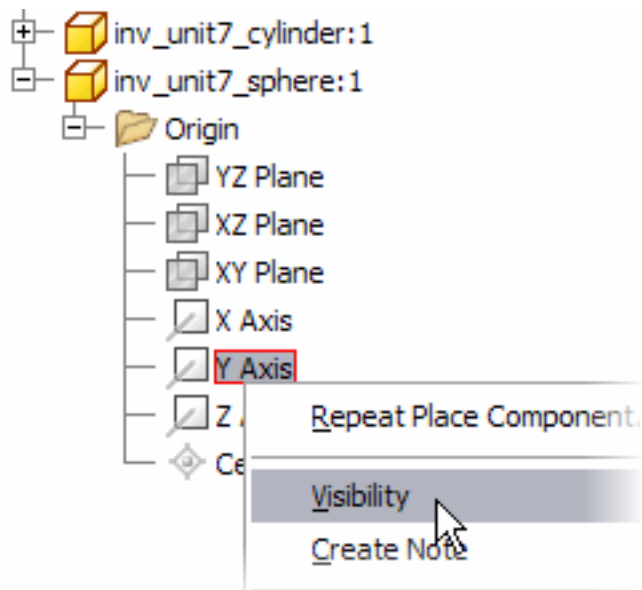 inv_unit7_cylinder:1
inv_unit7_sphere:1
Origin
YZ Plane
XZ Plane
XY Plane
X Axis
Y Axis
Z
Repeat Place Component.
Visibility
Create Note